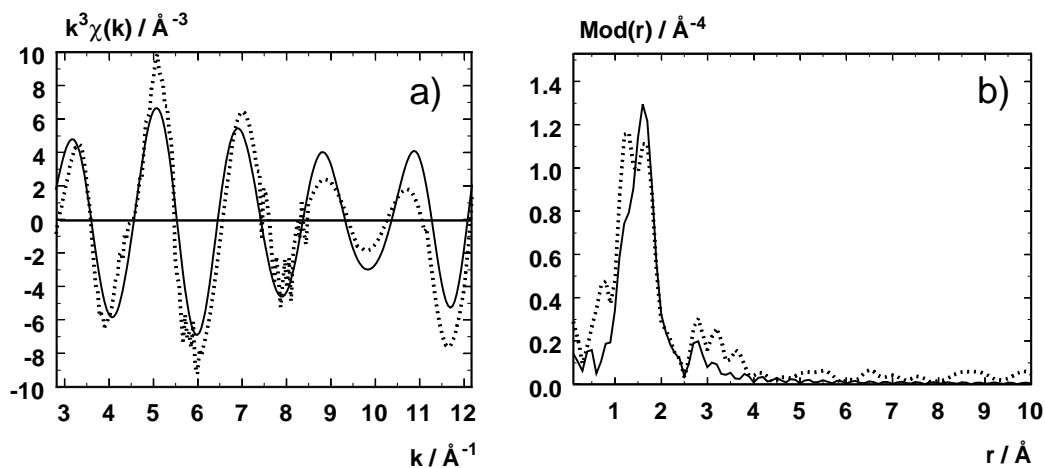 k³χ(k) / Å⁻³
10
8
6
4
2
0
-2
-4
-6
-8
-10
a)
3 4 5 6 7 8 9 10 11 12
k / Å⁻¹
Mod(r) / Å⁻⁴
1.4
1.2
1.0
0.8
0.6
0.4
0.2
0.0
b)
1 2 3 4 5 6 7 8 9 10
r / Å